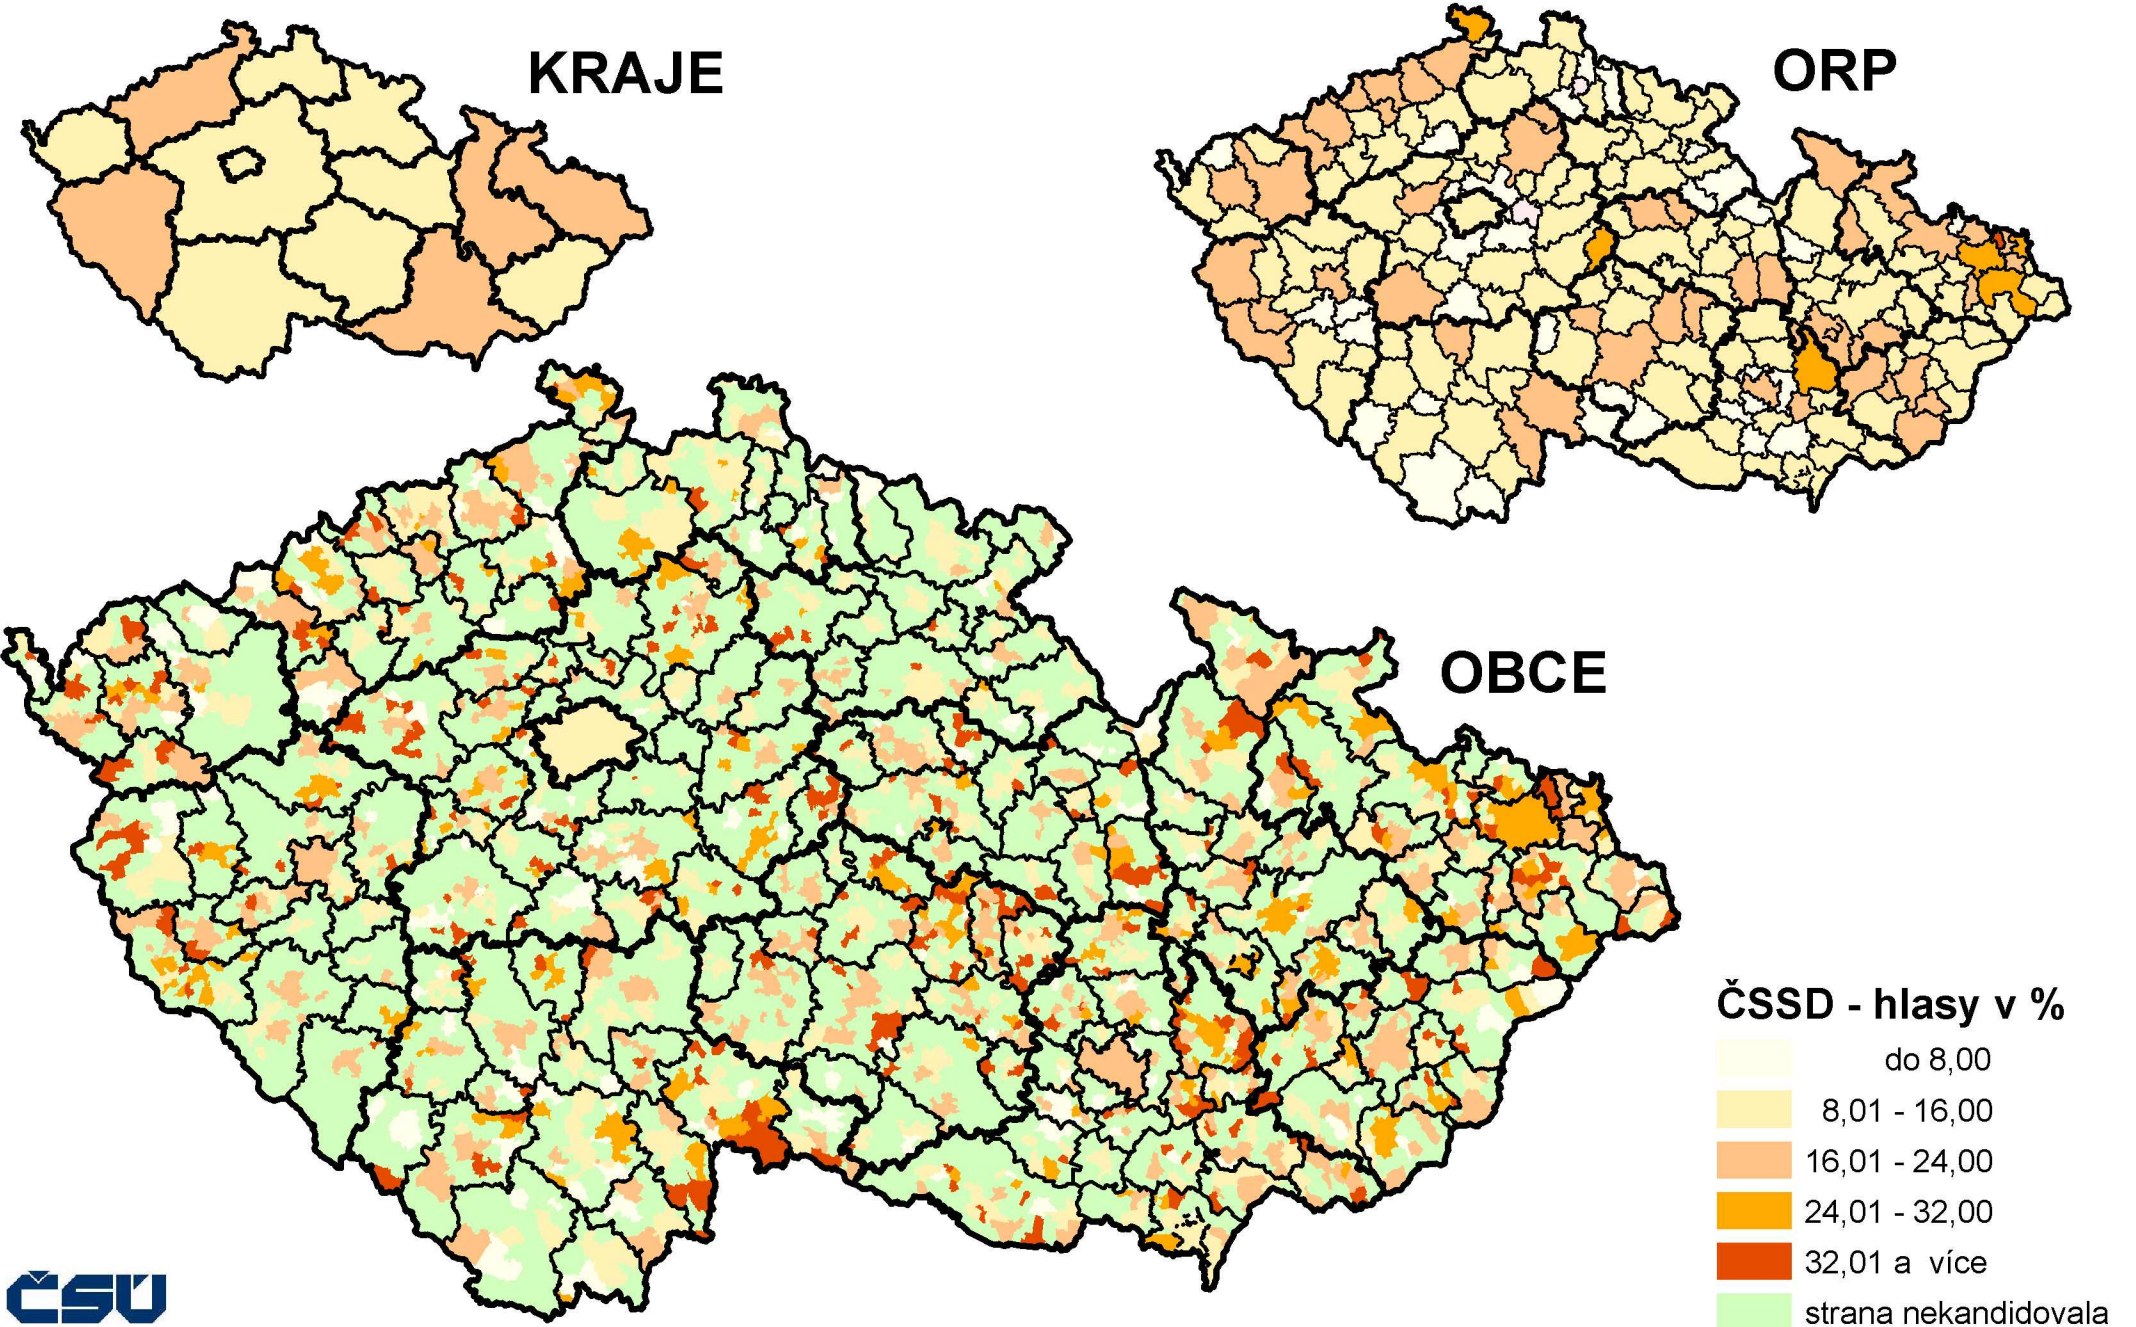 KRAJE
ORP
OBCE
ČSSD - hlasy v %
do 8,00
8,01 - 16,00
16,01 - 24,00
24,01 - 32,00
32,01 a více
strana nekandidovala
ČSÚ